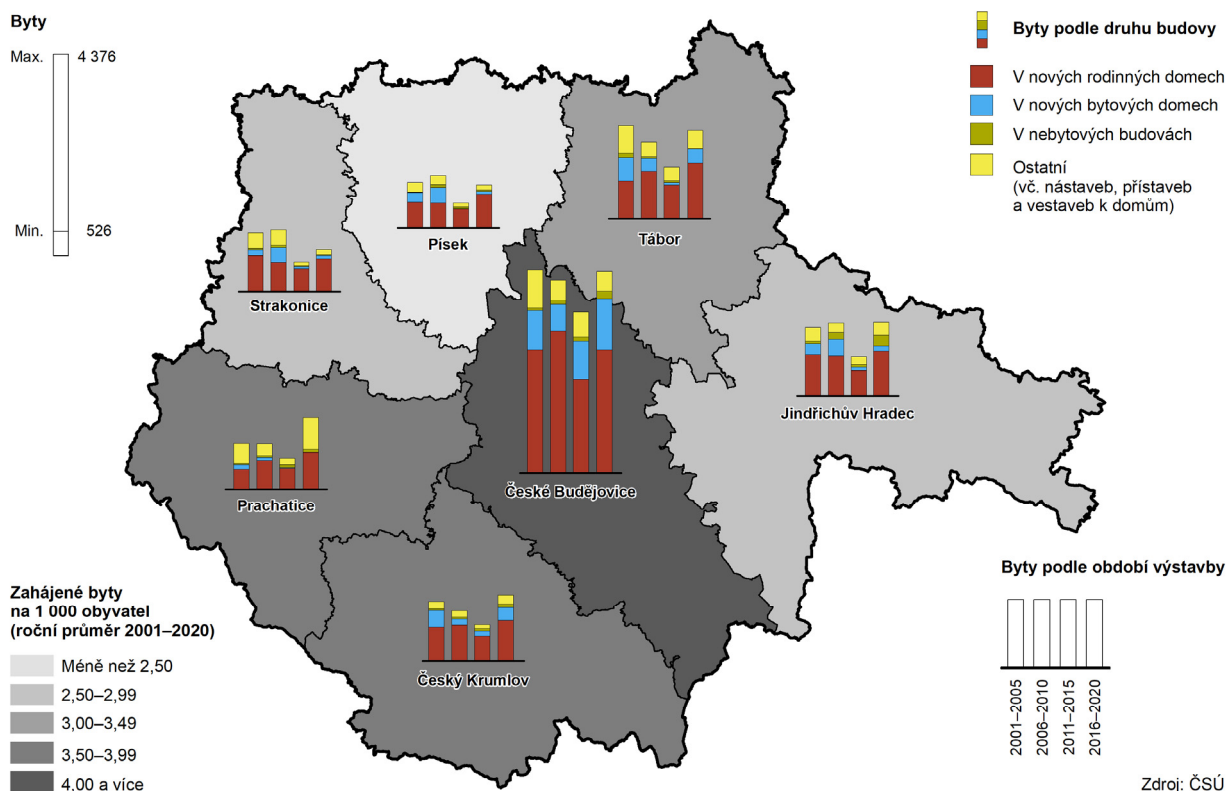 Byty
Max.
4 376
Min.
526
Byty podle druhu budovy
V nových rodinných domech
V nových bytových domech
V nebytových budovách
Ostatní
(vč. nástaveb, přístaveb
a vestaveb k domům)
Písek
Tábor
Strakonice
Jindřichův Hradec
České Budějovice
Prachatice
Český Krumlov
Zahájené byty
na 1 000 obyvatel
(roční průměr 2001–2020)
Méně než 2,50
2,50–2,99
3,00–3,49
3,50–3,99
4,00 a více
Byty podle období výstavby
2001–2005
2006–2010
2011–2015
2016–2020
Zdroj: ČSÚ